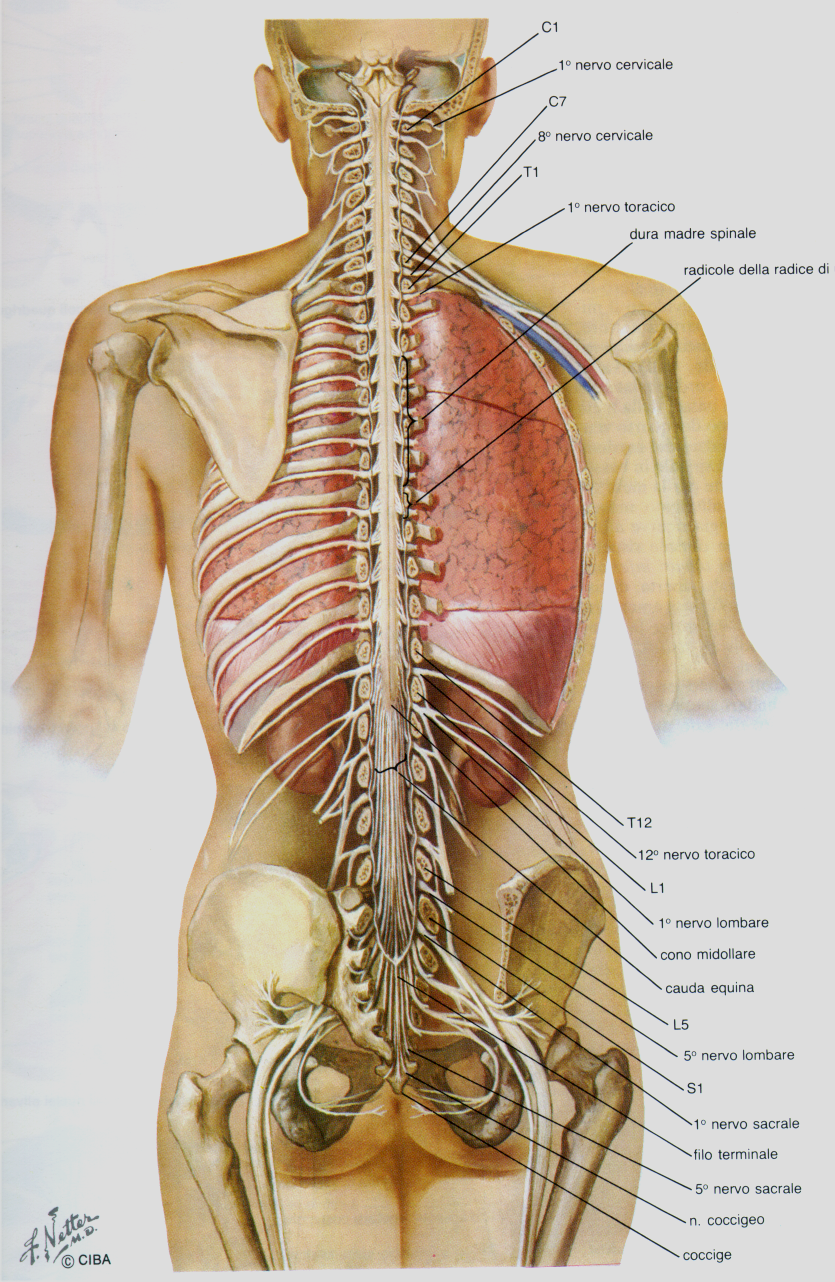 C1
1º nervo cervicale
C7
8º nervo cervicale
T1
1º nervo toracico
dura madre spinale
radicole della radice di
T12
12º nervo toracico
L1
1º nervo lombare
cono midollare
cauda equina
L5
5º nervo lombare
S1
1º nervo sacrale
filo terminale
5º nervo sacrale
n. coccigeo
coccige
F. Netter
M.D.
© CIBA